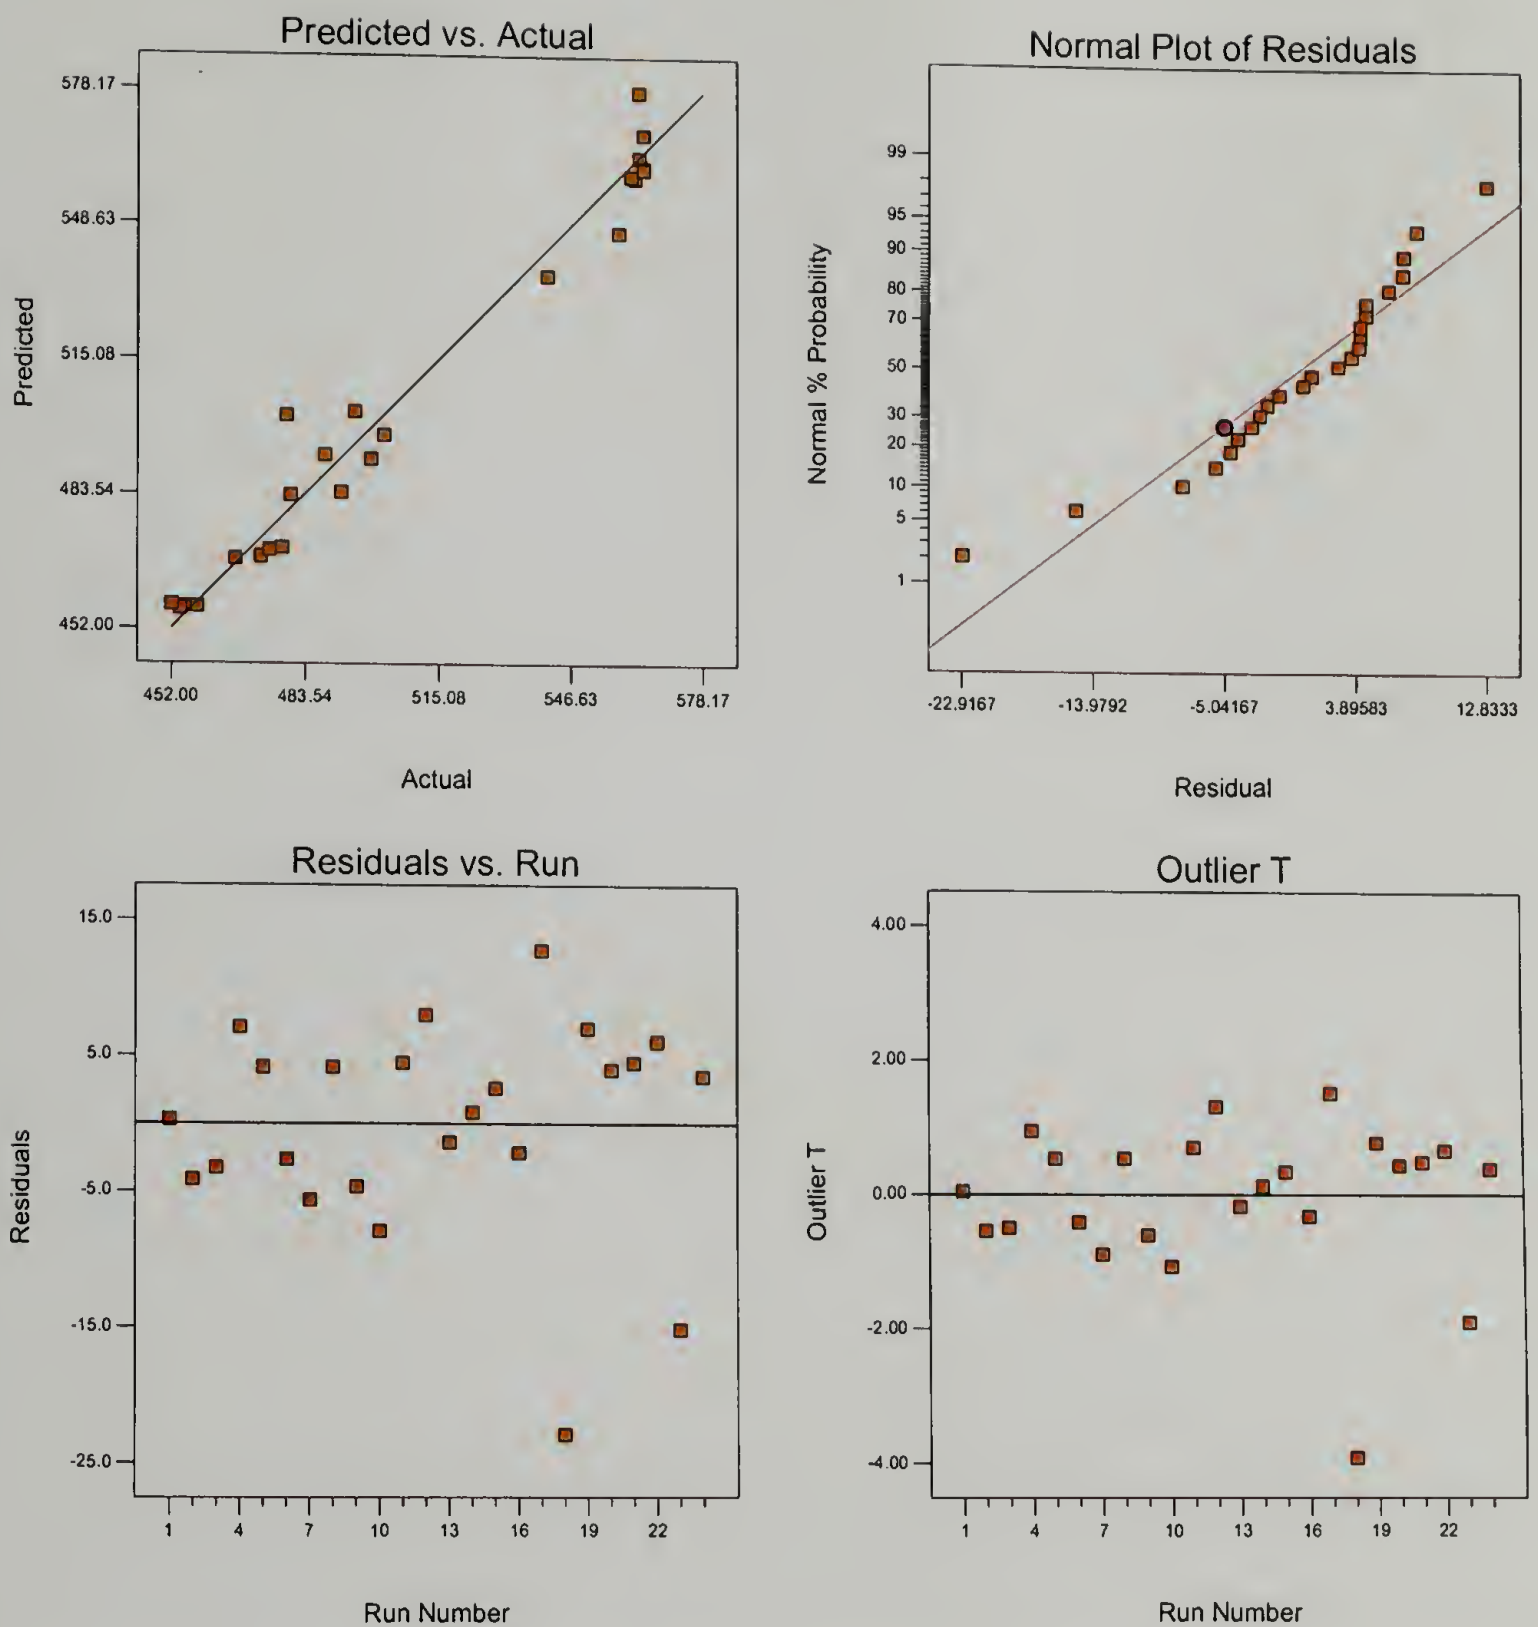 Predicted vs. Actual
578.17
548.63
515.08
483.54
452.00
Predicted
452.00 483.54 515.08 546.63 578.17
Actual
Normal Plot of Residuals
99
95
90
80
70
50
30
20
10
5
1
Normal % Probability
-22.9167 -13.9792 -5.04167 3.89583 12.8333
Residual
Residuals vs. Run
15.0
5.0
-5.0
-15.0
-25.0
Residuals
1 4 7 10 13 16 19 22
Run Number
Outlier T
4.00
2.00
0.00
-2.00
-4.00
Outlier T
1 4 7 10 13 16 19 22
Run Number